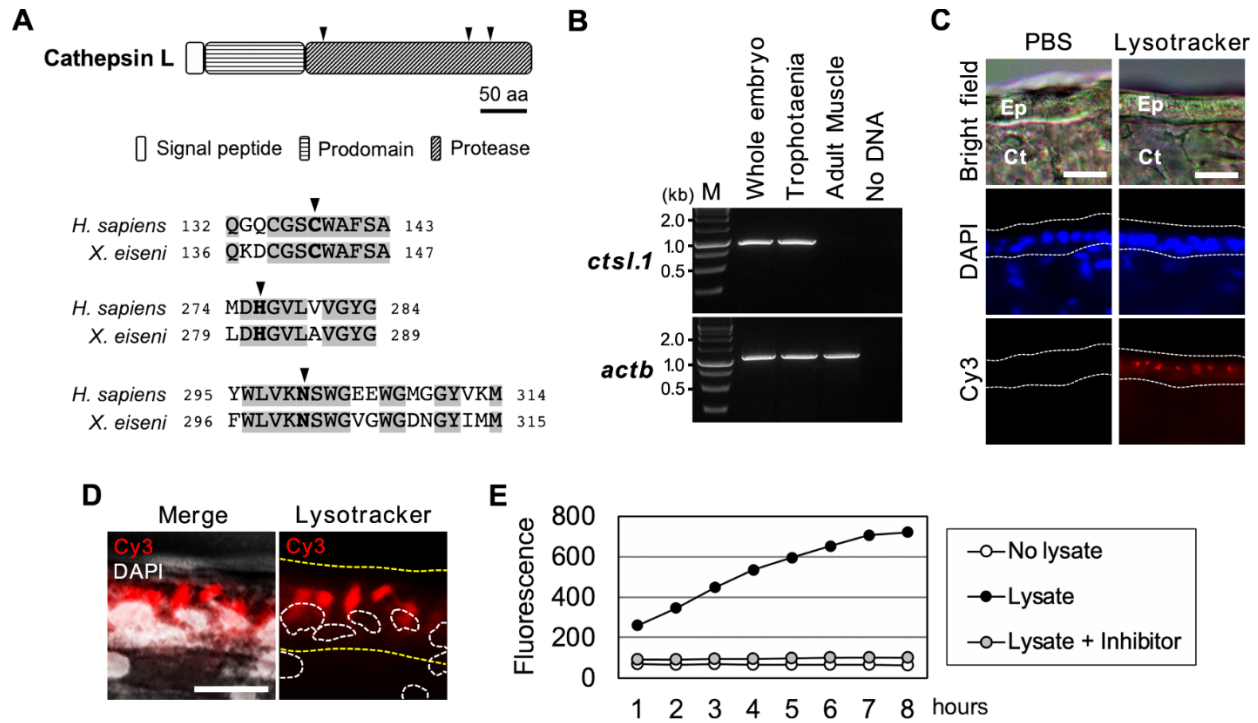 A
Cathepsin L
50 aa
Signal peptide Prodomain Protease
H. sapiens 132 QGQCGSCWAFSA 143
X. eiseni 136 QKDCGSCWAFSA 147
H. sapiens 274 MDHGVLVVGYG 284
X. eiseni 279 LDHGVLAVGYG 289
H. sapiens 295 YWLVKNSWGEEWGMGGYVKM 314
X. eiseni 296 FWLVKNSWGVGWGDNGYIMM 315
B
Whole embryo
Trophotaenia
Adult Muscle
No DNA
(kb) M
ctsl.1
2.0
1.0
0.5
actb
2.0
1.0
0.5
C
PBS Lysotracker
Bright field
Ep
Ct
Ep
Ct
DAPI
Cy3
D
Merge Lysotracker
Cy3
DAPI
Cy3
E
Fluorescence
800
600
400
200
0
1 2 3 4 5 6 7 8 hours
No lysate
Lysate
Lysate + Inhibitor